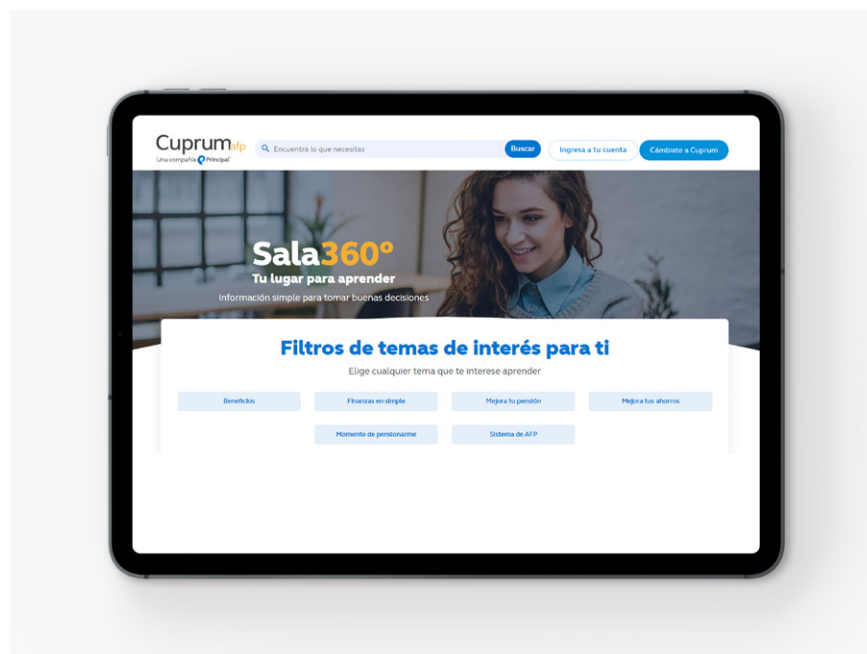 Cuprum afp
Una compañía Principal
Encuentra lo que necesitas
Buscar
Ingresa a tu cuenta
Cámbiate a Cuprum
Sala360°
Tu lugar para aprender
Información simple para tomar buenas decisiones
Filtros de temas de interés para ti
Elige cualquier tema que te interese aprender
Beneficios
Finanzas en simple
Mejora tu pensión
Mejora tus ahorros
Momento de pensionarme
Sistema de AFP